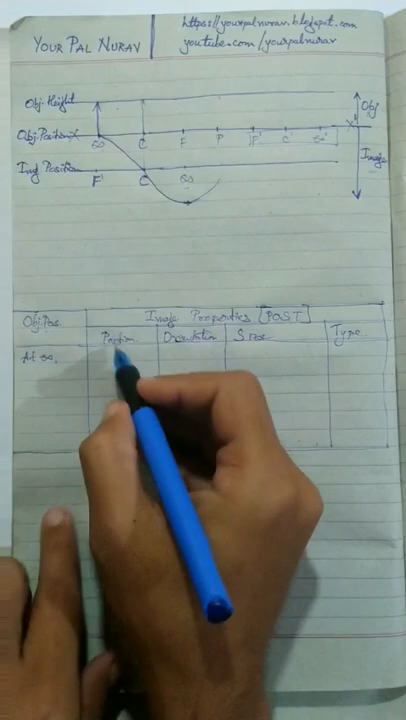 YOUR PAL NURAV
https://yourpalnurav.blogspot.com
youtube.com/yourpalnurav
Obj. Height
Obj
Obj. Position X
∞ C F P F' C' ∞'
X'
Img Position
F' C ∞
Image
Obj. Pos.
Image Properties [POST]
Position Orientation Size Type
At ∞,